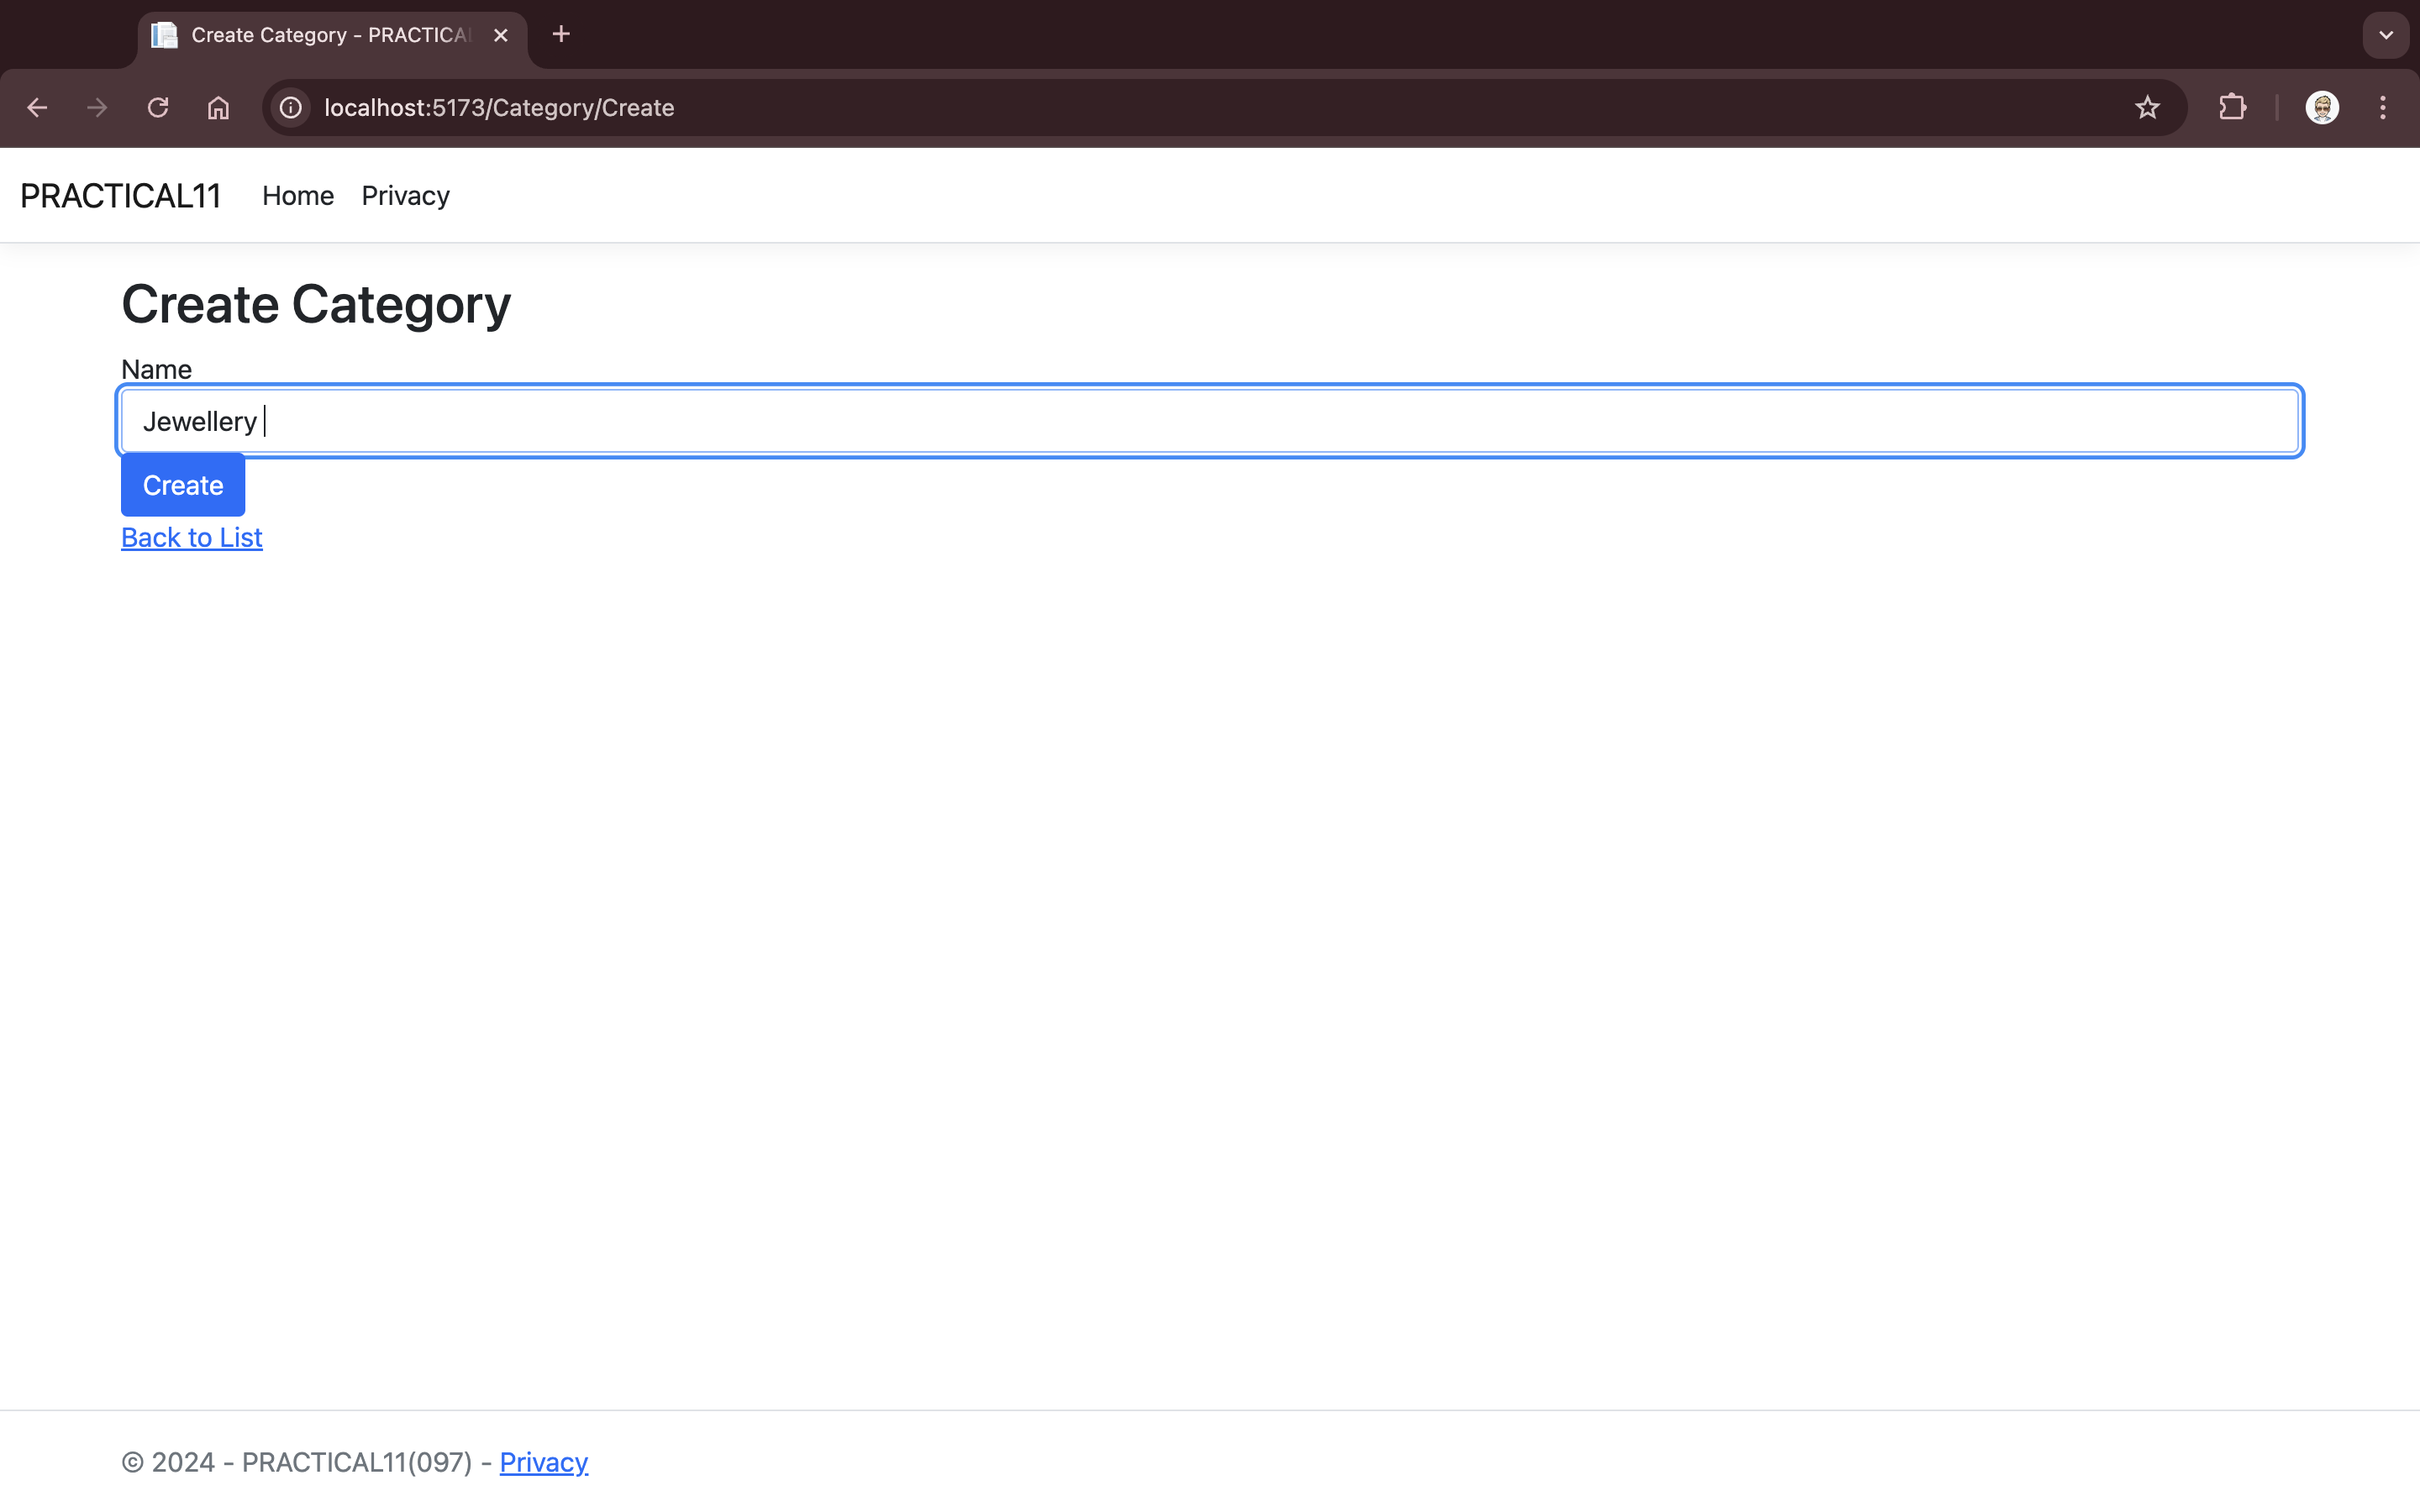 Create Category - PRACTICAL
localhost:5173/Category/Create
PRACTICAL11 Home Privacy
Create Category
Name
Jewellery
Create
Back to List
© 2024 - PRACTICAL11(097) - Privacy